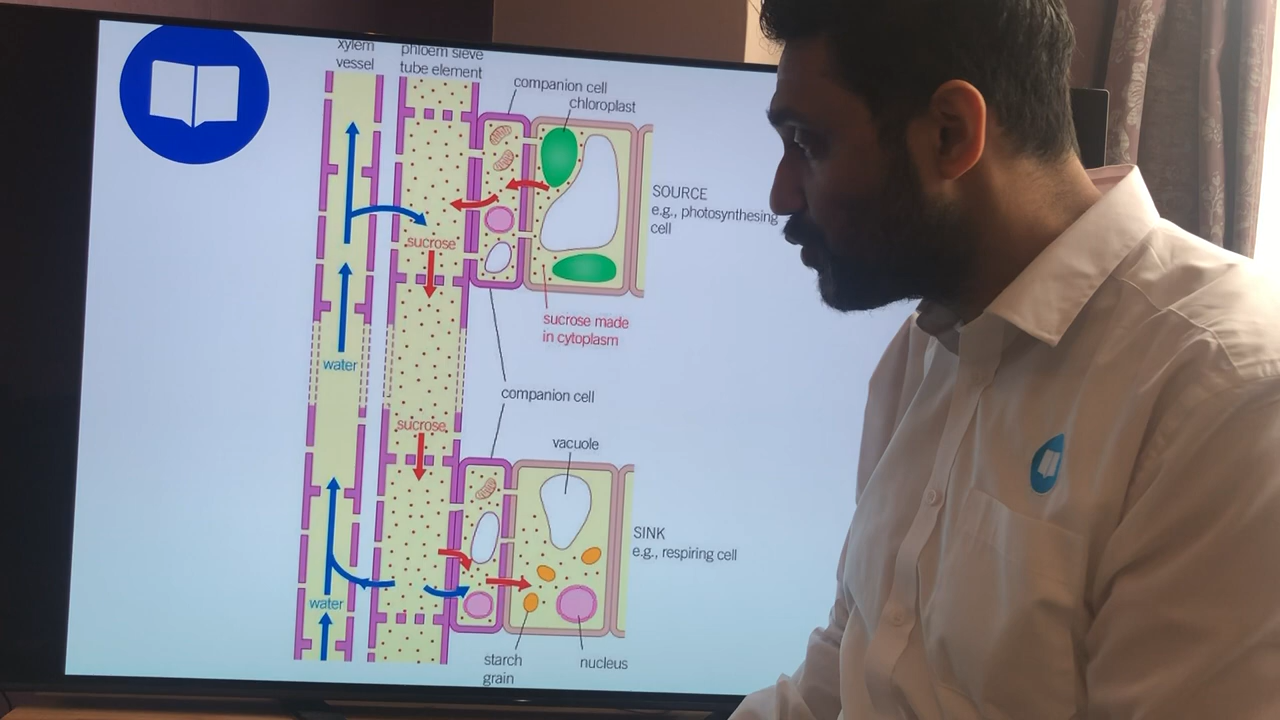 xylem
vessel
phloem sieve
tube element
companion cell
chloroplast
SOURCE
e.g., photosynthesing
cell
sucrose
sucrose made
in cytoplasm
water
companion cell
sucrose
vacuole
SINK
e.g., respiring cell
water
starch
grain
nucleus